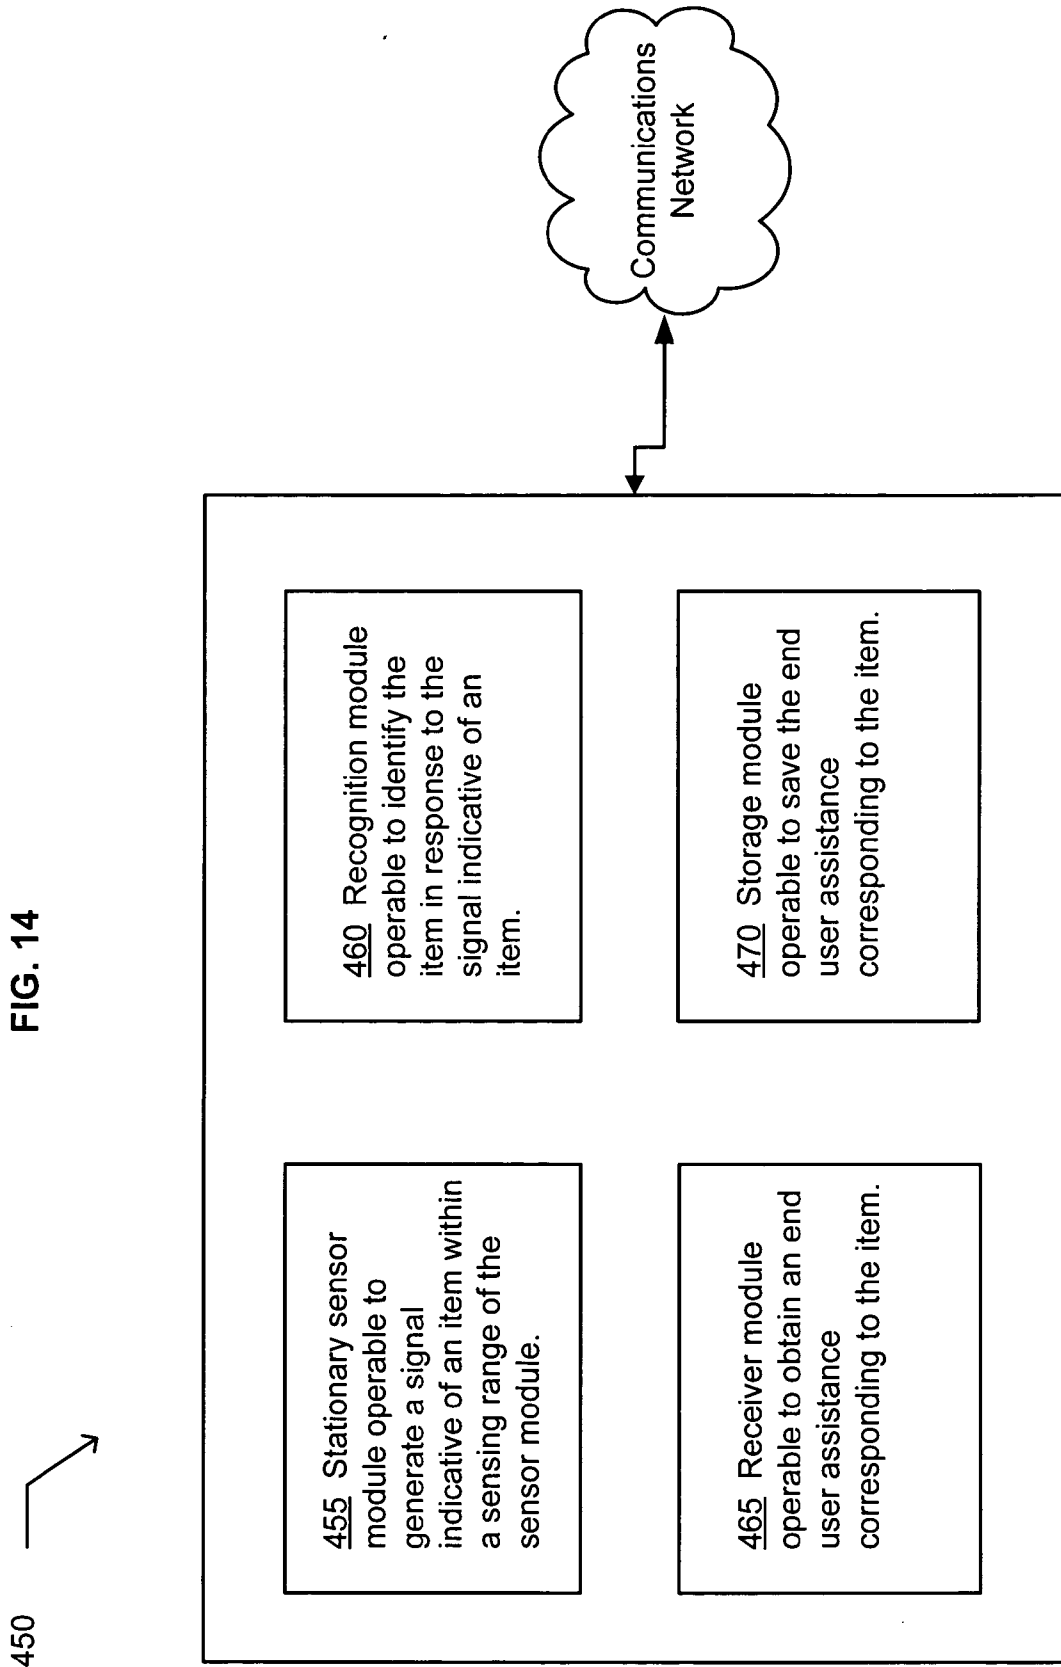 450
FIG. 14
455 Stationary sensor
module operable to
generate a signal
indicative of an item within
a sensing range of the
sensor module.
460 Recognition module
operable to identify the
item in response to the
signal indicative of an
item.
465 Receiver module
operable to obtain an end
user assistance
corresponding to the item.
470 Storage module
operable to save the end
user assistance
corresponding to the item.
Communications
Network